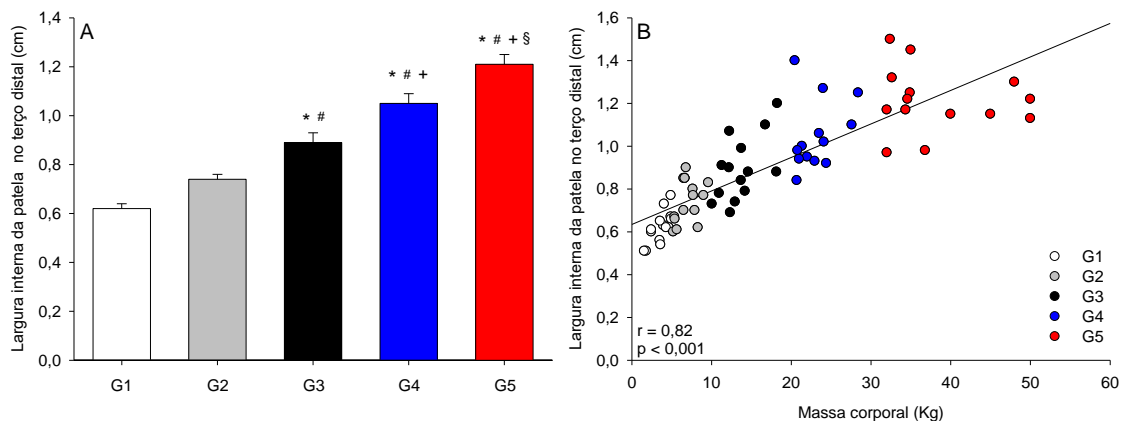 A
Largura interna da patela no terço distal (cm)
1,4
1,2
1,0
0,8
0,6
0,4
0,2
0,0
* #
* # +
* # + §
G1 G2 G3 G4 G5
B
Largura interna da patela no terço distal (cm)
1,6
1,4
1,2
1,0
0,8
0,6
0,4
0,2
0,0
r = 0,82
p < 0,001
G1
G2
G3
G4
G5
0 10 20 30 40 50 60
Massa corporal (Kg)